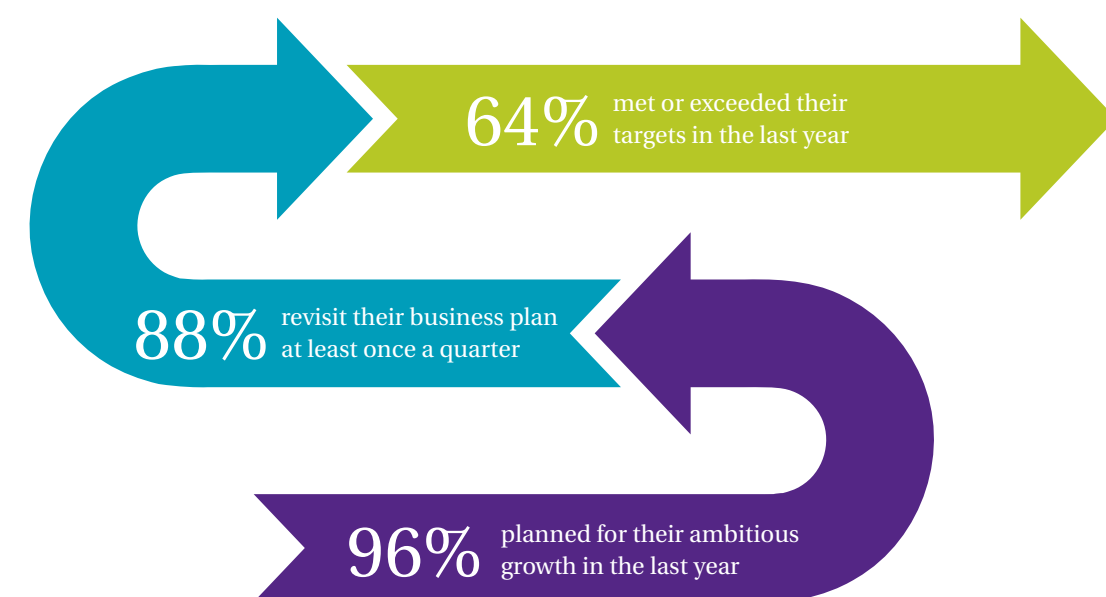 64% met or exceeded their
targets in the last year
88% revisit their business plan
at least once a quarter
96% planned for their ambitious
growth in the last year